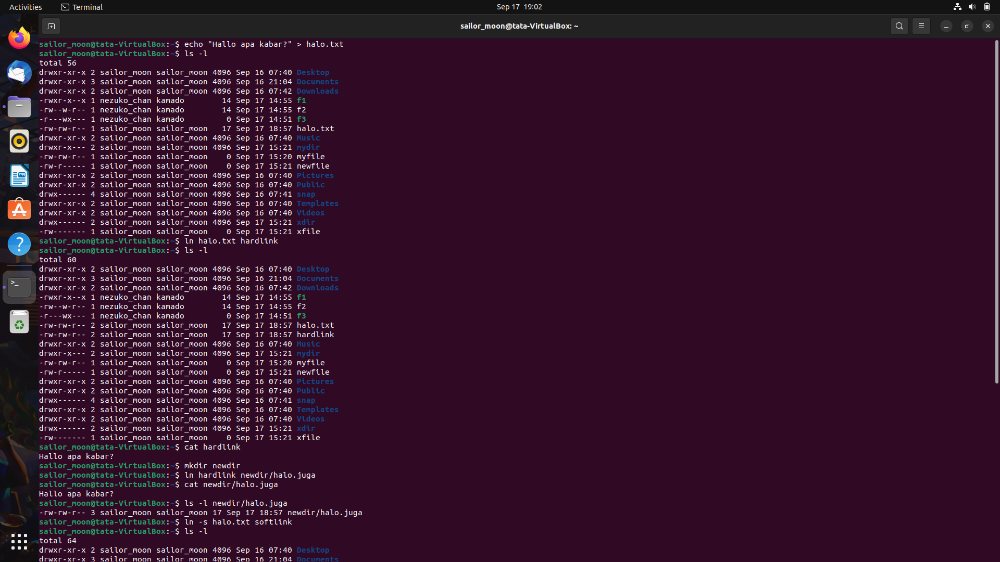 Activities
Terminal
Sep 17 19:02
sailor_moon@tata-VirtualBox: ~
sailor_moon@tata-VirtualBox:~$ echo "Hallo apa kabar?" > halo.txt
sailor_moon@tata-VirtualBox:~$ ls -l
total 56
drwxr-xr-x 2 sailor_moon sailor_moon 4096 Sep 16 07:40 Desktop
drwxr-xr-x 3 sailor_moon sailor_moon 4096 Sep 16 21:04 Documents
drwxr-xr-x 2 sailor_moon sailor_moon 4096 Sep 16 07:42 Downloads
-rwxr-x--x 1 nezuko_chan kamado        14 Sep 17 14:55 f1
-rw--w-r-- 1 nezuko_chan kamado        14 Sep 17 14:55 f2
-r---wx--- 1 nezuko_chan kamado         0 Sep 17 14:51 f3
-rw-rw-r-- 1 sailor_moon sailor_moon   17 Sep 17 18:57 halo.txt
drwxr-xr-x 2 sailor_moon sailor_moon 4096 Sep 16 07:40 Music
drwxr-x--- 2 sailor_moon sailor_moon 4096 Sep 17 15:21 mydir
-rw-rw-r-- 1 sailor_moon sailor_moon    0 Sep 17 15:20 myfile
-rw-r----- 1 sailor_moon sailor_moon    0 Sep 17 15:21 newfile
drwxr-xr-x 2 sailor_moon sailor_moon 4096 Sep 16 07:40 Pictures
drwxr-xr-x 2 sailor_moon sailor_moon 4096 Sep 16 07:40 Public
drwx------ 4 sailor_moon sailor_moon 4096 Sep 16 07:41 snap
drwxr-xr-x 2 sailor_moon sailor_moon 4096 Sep 16 07:40 Templates
drwxr-xr-x 2 sailor_moon sailor_moon 4096 Sep 16 07:40 Videos
drwx------ 2 sailor_moon sailor_moon 4096 Sep 17 15:21 xdir
-rw------- 1 sailor_moon sailor_moon    0 Sep 17 15:21 xfile
sailor_moon@tata-VirtualBox:~$ ln halo.txt hardlink
sailor_moon@tata-VirtualBox:~$ ls -l
total 60
drwxr-xr-x 2 sailor_moon sailor_moon 4096 Sep 16 07:40 Desktop
drwxr-xr-x 3 sailor_moon sailor_moon 4096 Sep 16 21:04 Documents
drwxr-xr-x 2 sailor_moon sailor_moon 4096 Sep 16 07:42 Downloads
-rwxr-x--x 1 nezuko_chan kamado        14 Sep 17 14:55 f1
-rw--w-r-- 1 nezuko_chan kamado        14 Sep 17 14:55 f2
-r---wx--- 1 nezuko_chan kamado         0 Sep 17 14:51 f3
-rw-rw-r-- 2 sailor_moon sailor_moon   17 Sep 17 18:57 halo.txt
-rw-rw-r-- 2 sailor_moon sailor_moon   17 Sep 17 18:57 hardlink
drwxr-xr-x 2 sailor_moon sailor_moon 4096 Sep 16 07:40 Music
drwxr-x--- 2 sailor_moon sailor_moon 4096 Sep 17 15:21 mydir
-rw-rw-r-- 1 sailor_moon sailor_moon    0 Sep 17 15:20 myfile
-rw-r----- 1 sailor_moon sailor_moon    0 Sep 17 15:21 newfile
drwxr-xr-x 2 sailor_moon sailor_moon 4096 Sep 16 07:40 Pictures
drwxr-xr-x 2 sailor_moon sailor_moon 4096 Sep 16 07:40 Public
drwx------ 4 sailor_moon sailor_moon 4096 Sep 16 07:41 snap
drwxr-xr-x 2 sailor_moon sailor_moon 4096 Sep 16 07:40 Templates
drwxr-xr-x 2 sailor_moon sailor_moon 4096 Sep 16 07:40 Videos
drwx------ 2 sailor_moon sailor_moon 4096 Sep 17 15:21 xdir
-rw------- 1 sailor_moon sailor_moon    0 Sep 17 15:21 xfile
sailor_moon@tata-VirtualBox:~$ cat hardlink
Hallo apa kabar?
sailor_moon@tata-VirtualBox:~$ mkdir newdir
sailor_moon@tata-VirtualBox:~$ ln hardlink newdir/halo.juga
sailor_moon@tata-VirtualBox:~$ cat newdir/halo.juga
Hallo apa kabar?
sailor_moon@tata-VirtualBox:~$ ls -l newdir/halo.juga
-rw-rw-r-- 3 sailor_moon sailor_moon 17 Sep 17 18:57 newdir/halo.juga
sailor_moon@tata-VirtualBox:~$ ln -s halo.txt softlink
sailor_moon@tata-VirtualBox:~$ ls -l
total 64
drwxr-xr-x 2 sailor_moon sailor_moon 4096 Sep 16 07:40 Desktop
drwxr-xr-x 3 sailor_moon sailor_moon 4096 Sep 16 21:04 Documents